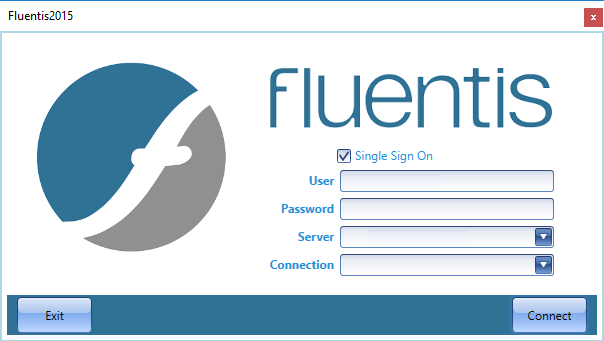 Fluentis2015
x
fluentis
Single Sign On
User
Password
Server
Connection
Exit
Connect